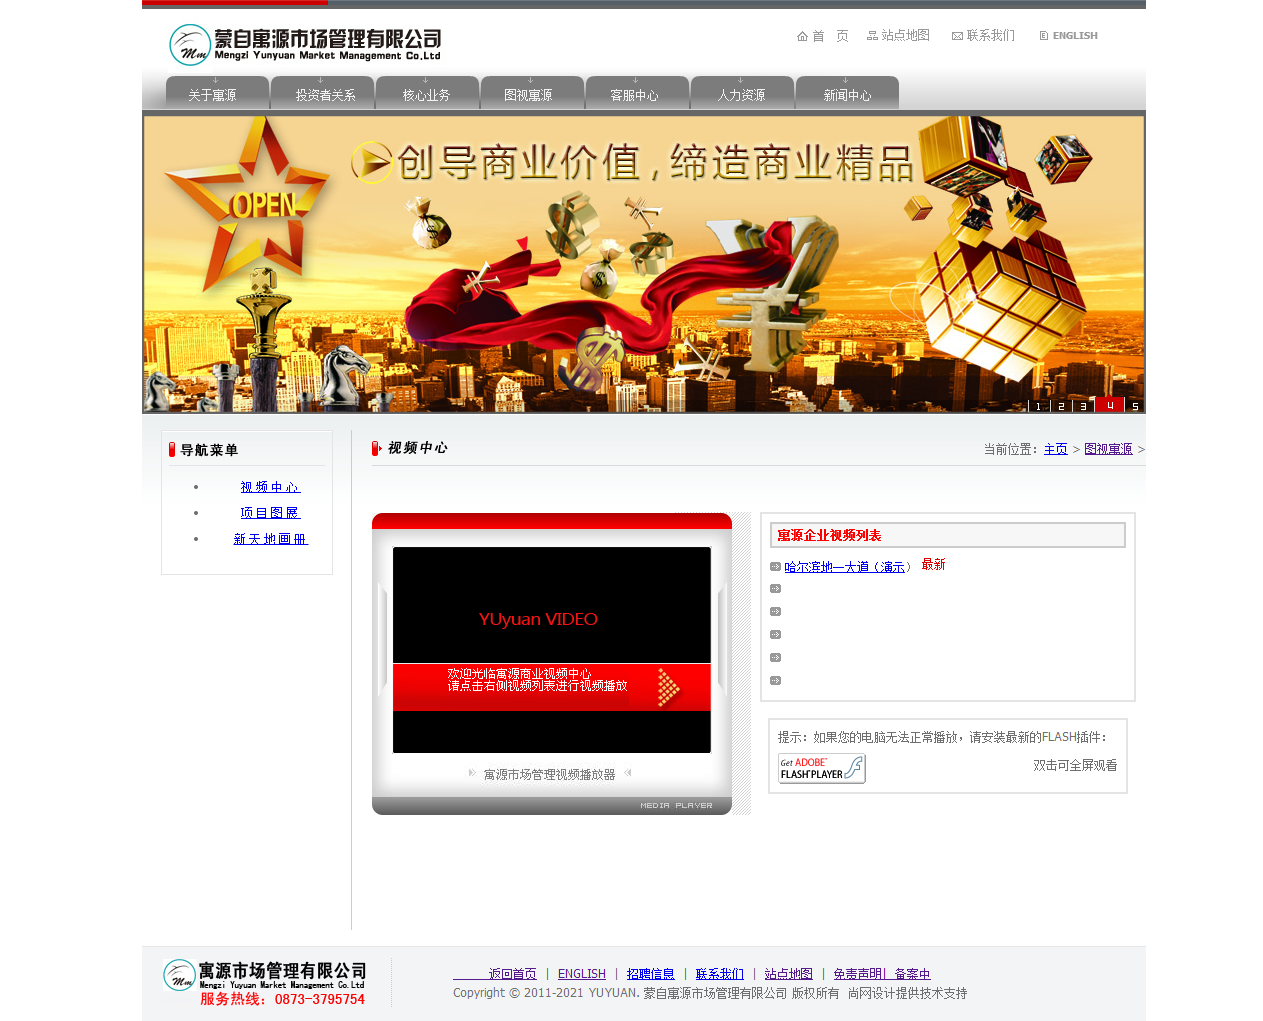 蒙自寓源市场管理有限公司
Mengzi Yunyuan Market Management Co.Ltd
首 页 站点地图 联系我们 ENGLISH
关于寓源 投资者关系 核心业务 图视寓源 客服中心 人力资源 新闻中心
创导商业价值,缔造商业精品
OPEN
1 2 3 4 5
导航菜单
视频中心
项目图展
新天地画册
视频中心
当前位置：主页 > 图视寓源 >
YUyuan VIDEO
欢迎光临寓源商业视频中心
请点击右侧视频列表进行视频播放
寓源市场管理视频播放器
MEDIA PLAYER
寓源企业视频列表
哈尔滨地一大道（演示） 最新
提示：如果您的电脑无法正常播放，请安装最新的FLASH插件：
Get ADOBE
FLASH PLAYER
双击可全屏观看
寓源市场管理有限公司
Mengzi Yuyuan Market Management Co.Ltd
服务热线：0873-3795754
返回首页 | ENGLISH | 招聘信息 | 联系我们 | 站点地图 | 免责声明| 备案中
Copyright © 2011-2021 YUYUAN. 蒙自寓源市场管理有限公司 版权所有 尚网设计提供技术支持